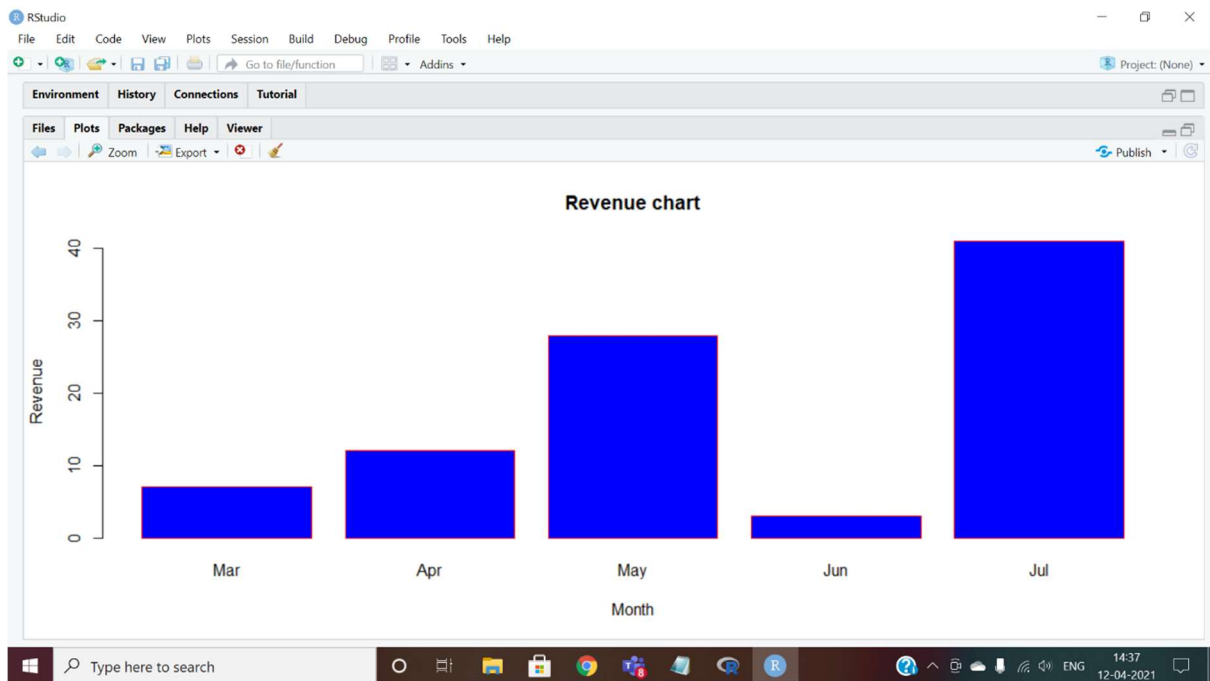 RStudio
File Edit Code View Plots Session Build Debug Profile Tools Help
Go to file/function Addins Project: (None)
Environment History Connections Tutorial
Files Plots Packages Help Viewer
Zoom Export Publish
Revenue chart
40
30
20
10
0
Revenue
Mar Apr May Jun Jul
Month
Type here to search
8
R
ENG
14:37
12-04-2021